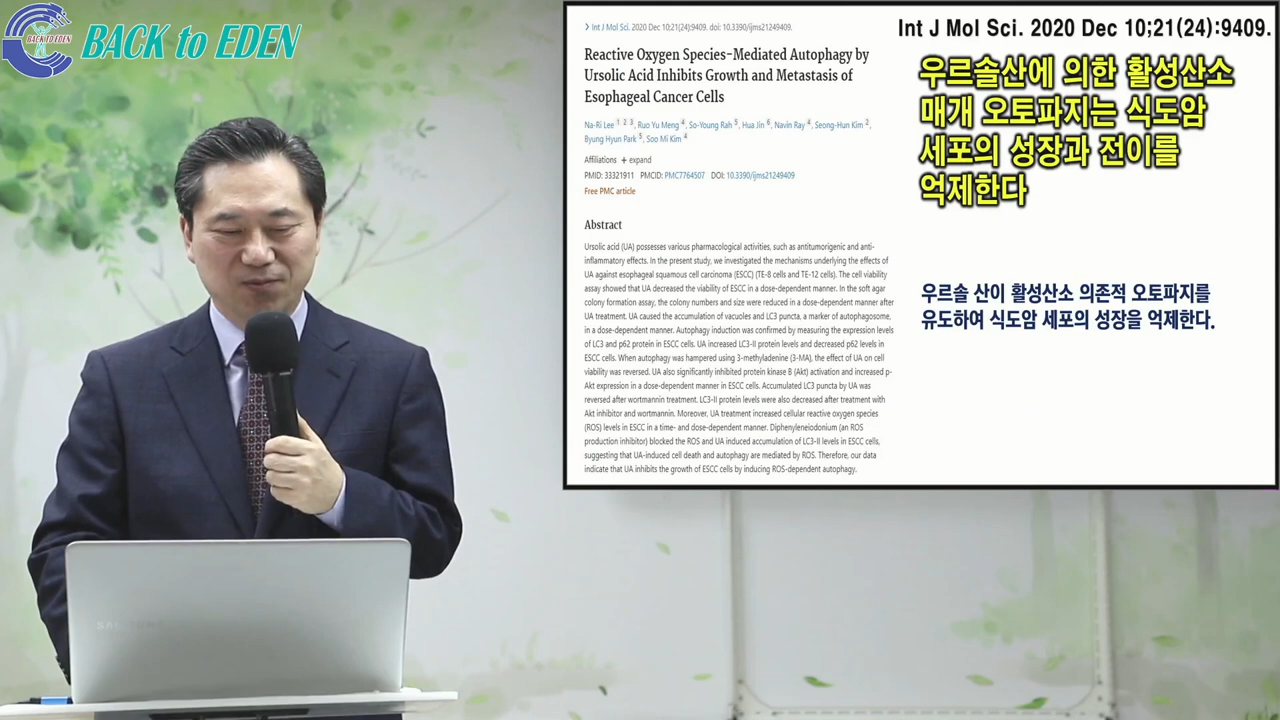 BACK to EDEN
BACK TO EDEN
Int J Mol Sci. 2020 Dec 10;21(24):9409. doi: 10.3390/ijms21249409.
Reactive Oxygen Species-Mediated Autophagy by
Ursolic Acid Inhibits Growth and Metastasis of
Esophageal Cancer Cells
Na-Ri Lee 1 2 3, Ruo Yu Meng 4, So-Young Rah 5, Hua Jin 6, Navin Ray 4, Seong-Hun Kim 2,
Byung Hyun Park 5, Soo Mi Kim 4
Affiliations + expand
PMID: 33321911 PMCID: PMC7764507 DOI: 10.3390/ijms21249409
Free PMC article
Abstract
Ursolic acid (UA) possesses various pharmacological activities, such as antitumorigenic and anti-
inflammatory effects. In the present study, we investigated the mechanisms underlying the effects of
UA against esophageal squamous cell carcinoma (ESCC) (TE-8 cells and TE-12 cells). The cell viability
assay showed that UA decreased the viability of ESCC in a dose-dependent manner. In the soft agar
colony formation assay, the colony numbers and size were reduced in a dose-dependent manner after
UA treatment. UA caused the accumulation of vacuoles and LC3 puncta, a marker of autophagosome,
in a dose-dependent manner. Autophagy induction was confirmed by measuring the expression levels
of LC3 and p62 protein in ESCC cells. UA increased LC3-II protein levels and decreased p62 levels in
ESCC cells. When autophagy was hampered using 3-methyladenine (3-MA), the effect of UA on cell
viability was reversed. UA also significantly inhibited protein kinase B (Akt) activation and increased p-
Akt expression in a dose-dependent manner in ESCC cells. Accumulated LC3 puncta by UA was
reversed after wortmannin treatment. LC3-II protein levels were also decreased after treatment with
Akt inhibitor and wortmannin. Moreover, UA treatment increased cellular reactive oxygen species
(ROS) levels in ESCC in a time- and dose-dependent manner. Diphenyleneiodonium (an ROS
production inhibitor) blocked the ROS and UA induced accumulation of LC3-II levels in ESCC cells,
suggesting that UA-induced cell death and autophagy are mediated by ROS. Therefore, our data
indicate that UA inhibits the growth of ESCC cells by inducing ROS-dependent autophagy.
Int J Mol Sci. 2020 Dec 10;21(24):9409.
우르솔산에 의한 활성산소
매개 오토파지는 식도암
세포의 성장과 전이를
억제한다
우르솔 산이 활성산소 의존적 오토파지를
유도하여 식도암 세포의 성장을 억제한다.